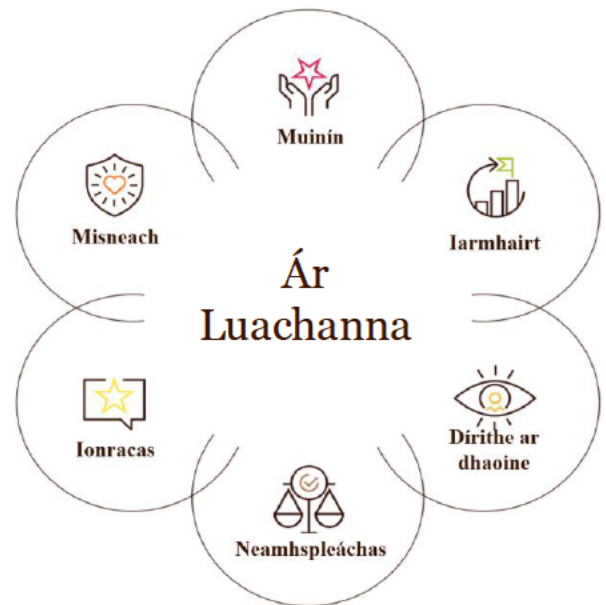 Muinín
Misneach
Iarmhairt
Ár
Luachanna
Ionracas
Dírithe ar
dhaoine
Neamhspleáchas